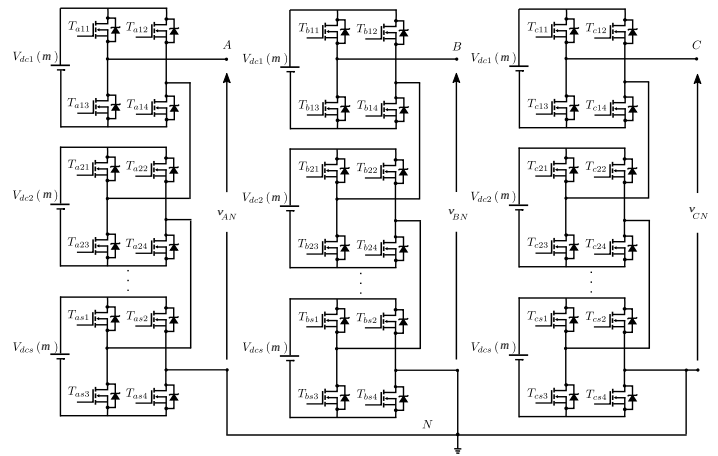 T_{a11} T_{a12} A T_{b11} T_{b12} B T_{c11} T_{c12} C
V_{dc1}(m) V_{dc1}(m) V_{dc1}(m)
T_{a13} T_{a14} T_{b13} T_{b14} T_{c13} T_{c14}
T_{a21} T_{a22} T_{b21} T_{b22} T_{c21} T_{c22}
V_{dc2}(m) V_{dc2}(m) V_{dc2}(m)
v_{AN} v_{BN} v_{CN}
T_{a23} T_{a24} T_{b23} T_{b24} T_{c23} T_{c24}
T_{as1} T_{as2} T_{bs1} T_{bs2} T_{cs1} T_{cs2}
V_{dcs}(m) V_{dcs}(m) V_{dcs}(m)
T_{as3} T_{as4} T_{bs3} T_{bs4} T_{cs3} T_{cs4}
N